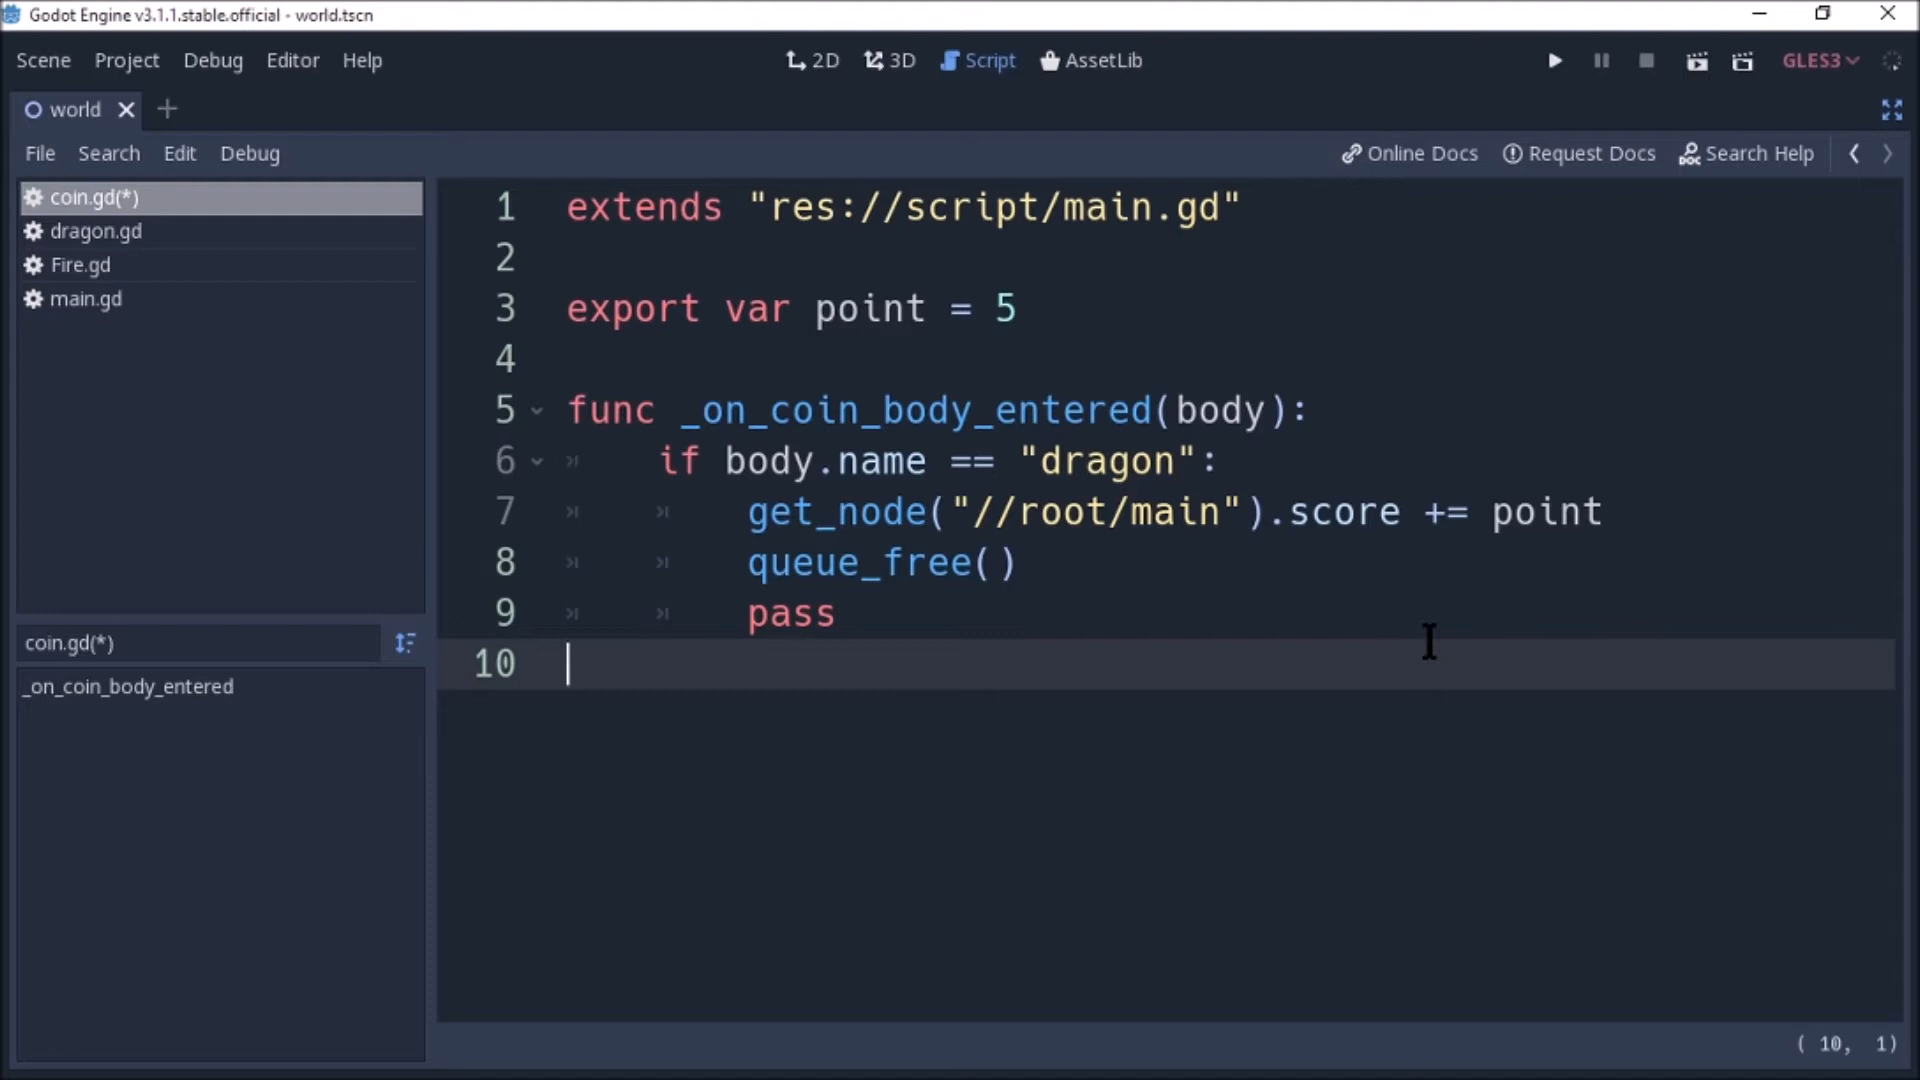 Godot Engine v3.1.1.stable.official - world.tscn
Scene Project Debug Editor Help 2D 3D Script AssetLib GLES3
world
File Search Edit Debug Online Docs Request Docs Search Help
coin.gd(*)
dragon.gd
Fire.gd
main.gd
coin.gd(*)
_on_coin_body_entered
1 extends "res://script/main.gd"
2
3 export var point = 5
4
5 func _on_coin_body_entered(body):
6 if body.name == "dragon":
7 get_node("//root/main").score += point
8 queue_free()
9 pass
10
( 10, 1)